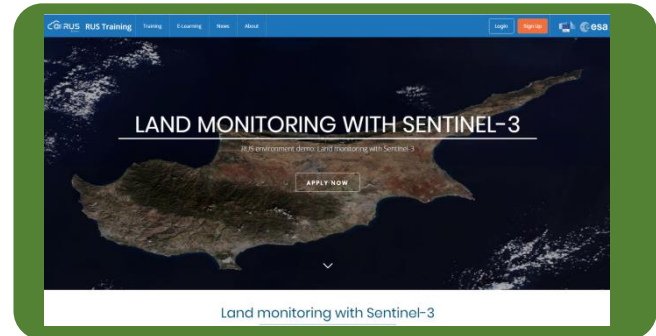 RUS RUS Training Training E-Learning News About Login Sign Up esa
LAND MONITORING WITH SENTINEL-3
RUS environment demo: Land monitoring with Sentinel-3
APPLY NOW
Land monitoring with Sentinel-3